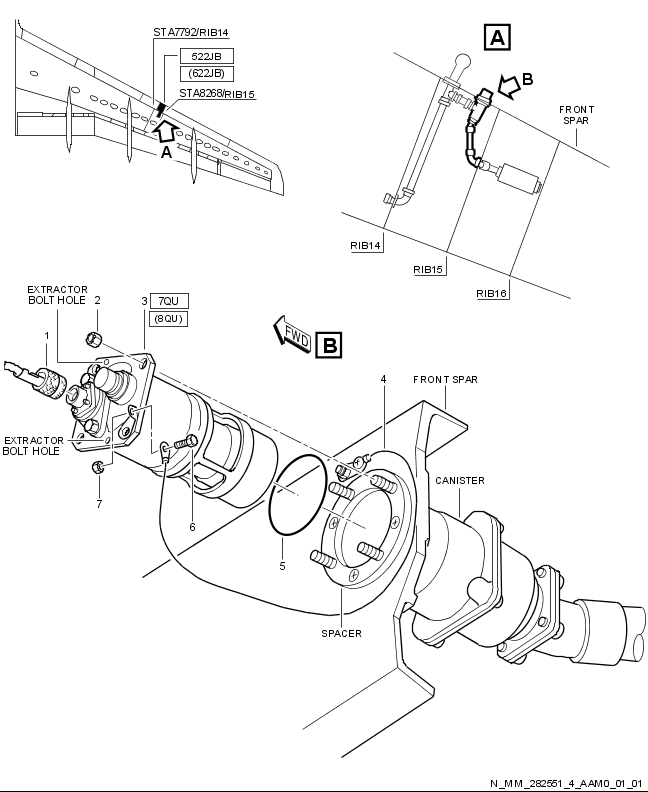 STA7792/RIB14
522JB
(622JB)
STA8268/RIB15
A
A
B
FRONT
SPAR
RIB14
RIB15
RIB16
EXTRACTOR
BOLT HOLE
2
3
7QU
(8QU)
1
FWD
B
4
FRONT SPAR
EXTRACTOR
BOLT HOLE
CANISTER
7
6
5
SPACER
N_MM_282551_4_AAM0_01_01